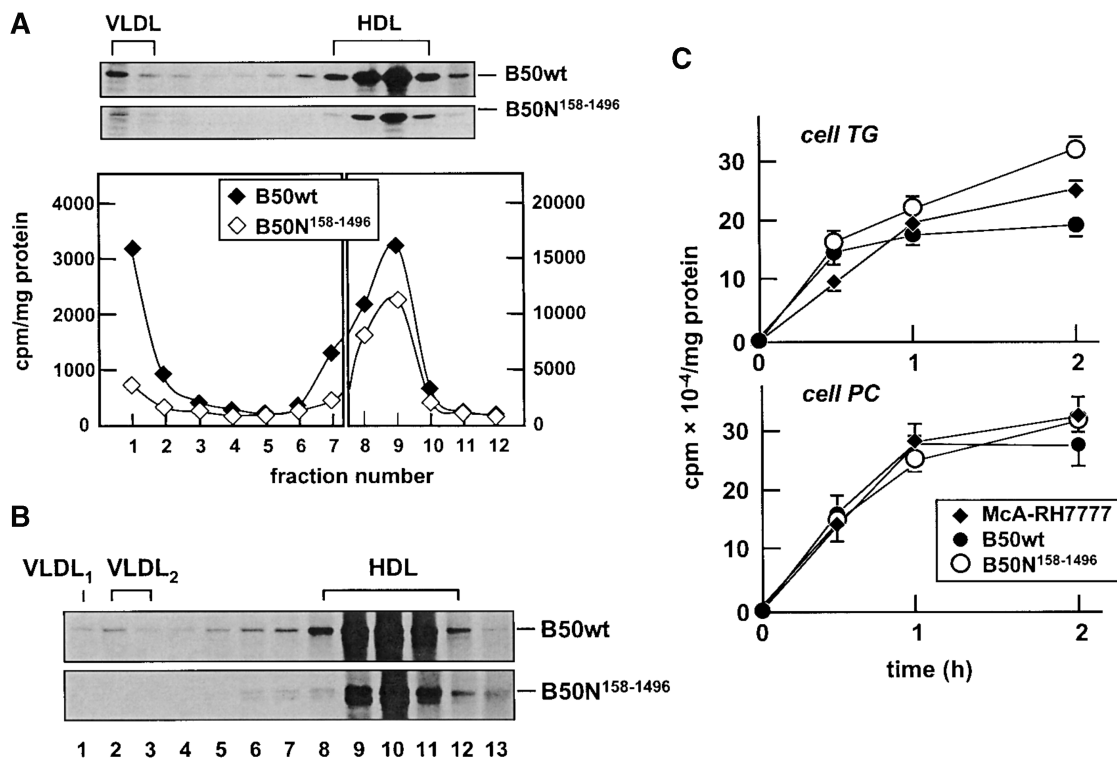 A
VLDL HDL
B50wt
B50N158-1496
B50wt
B50N158-1496
4000
3000
2000
1000
0
20000
15000
10000
5000
0
cpm/mg protein
1 2 3 4 5 6 7 8 9 10 11 12
fraction number
B
VLDL1 VLDL2 HDL
B50wt
B50N158-1496
1 2 3 4 5 6 7 8 9 10 11 12 13
C
cell TG
30
20
10
0
0 1 2
cpm × 10-4/mg protein
cell PC
30
20
10
0
McA-RH7777
B50wt
B50N158-1496
0 1 2
time (h)